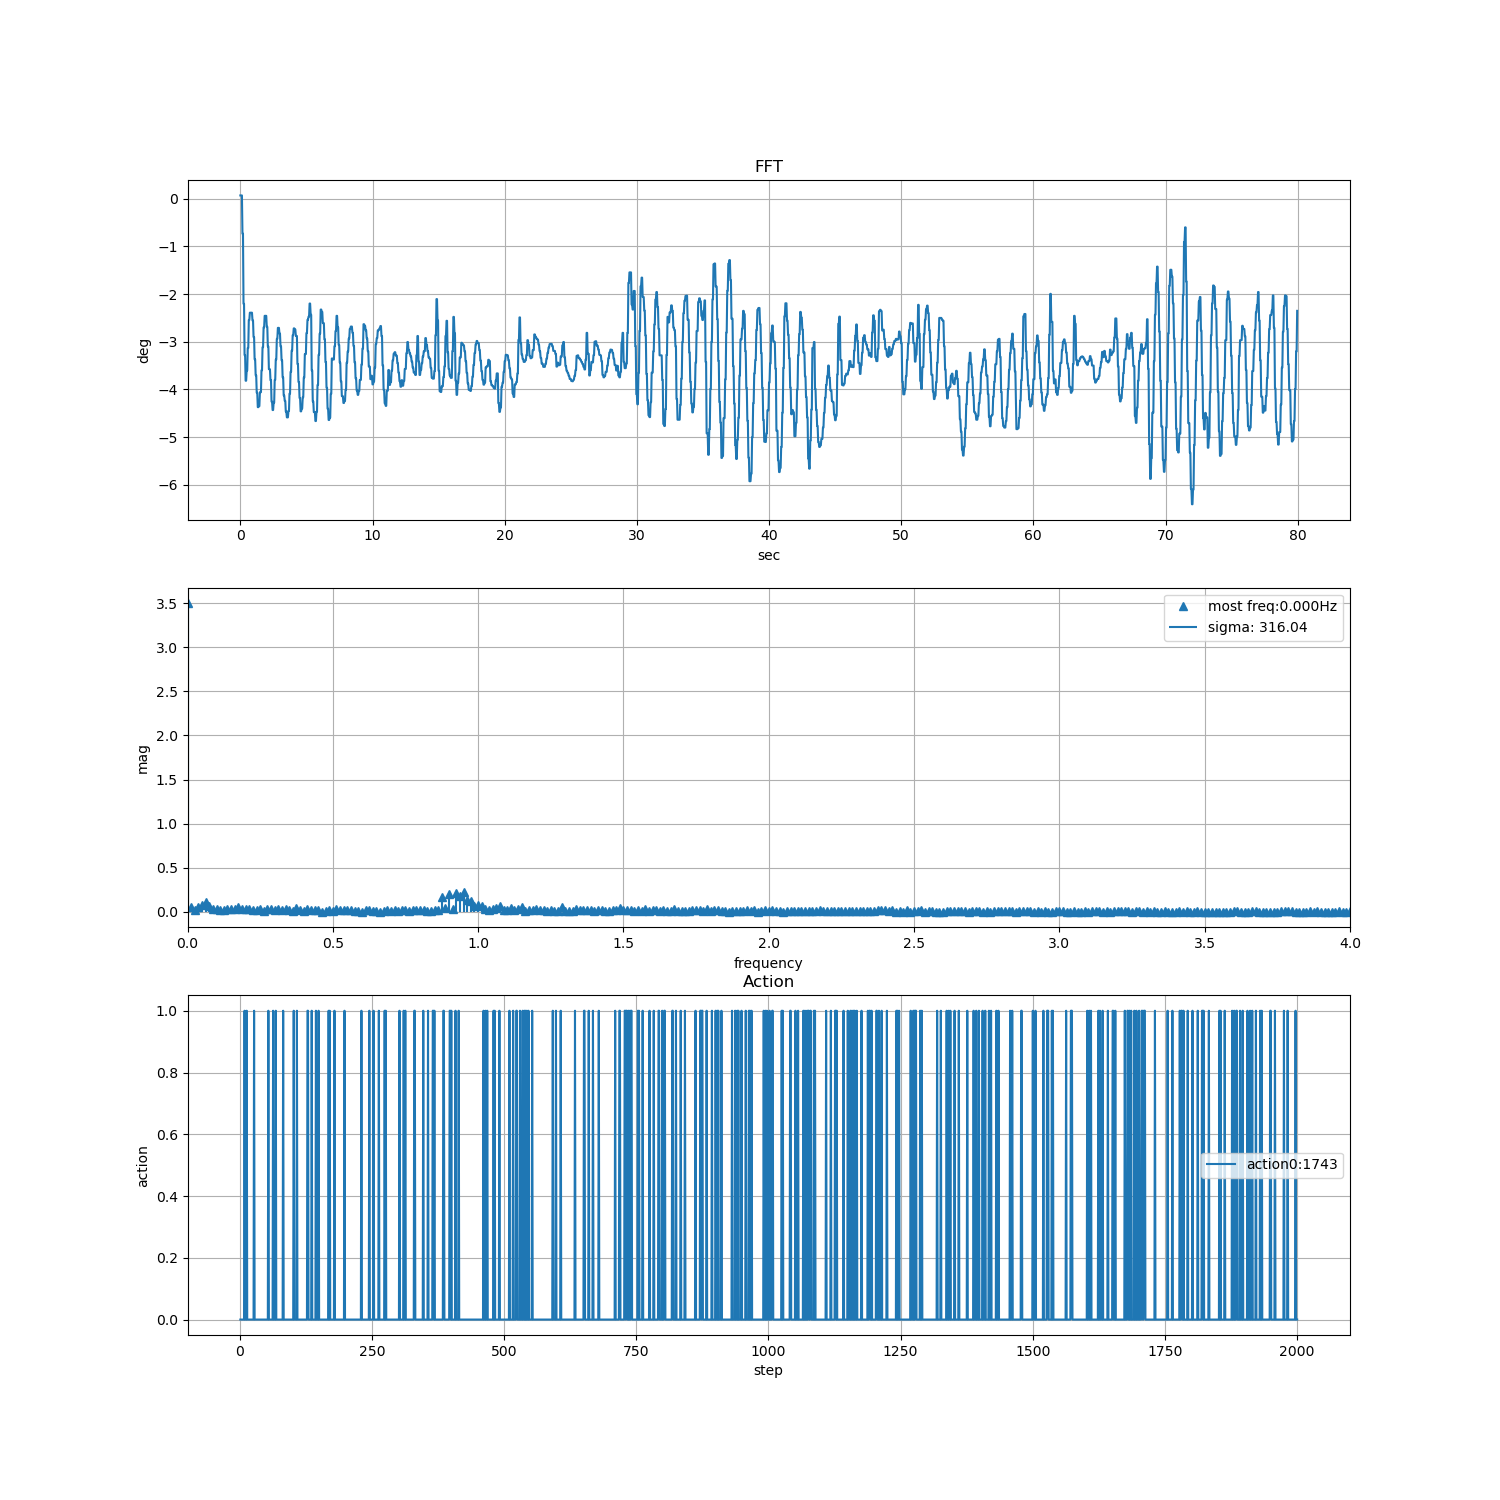 FFT
0
−1
−2
−3
−4
−5
−6
deg
0 10 20 30 40 50 60 70 80
sec
3.5
3.0
2.5
2.0
1.5
1.0
0.5
0.0
mag
most freq:0.000Hz
sigma: 316.04
0.0 0.5 1.0 1.5 2.0 2.5 3.0 3.5 4.0
frequency
Action
1.0
0.8
0.6
0.4
0.2
0.0
action
action0:1743
0 250 500 750 1000 1250 1500 1750 2000
step